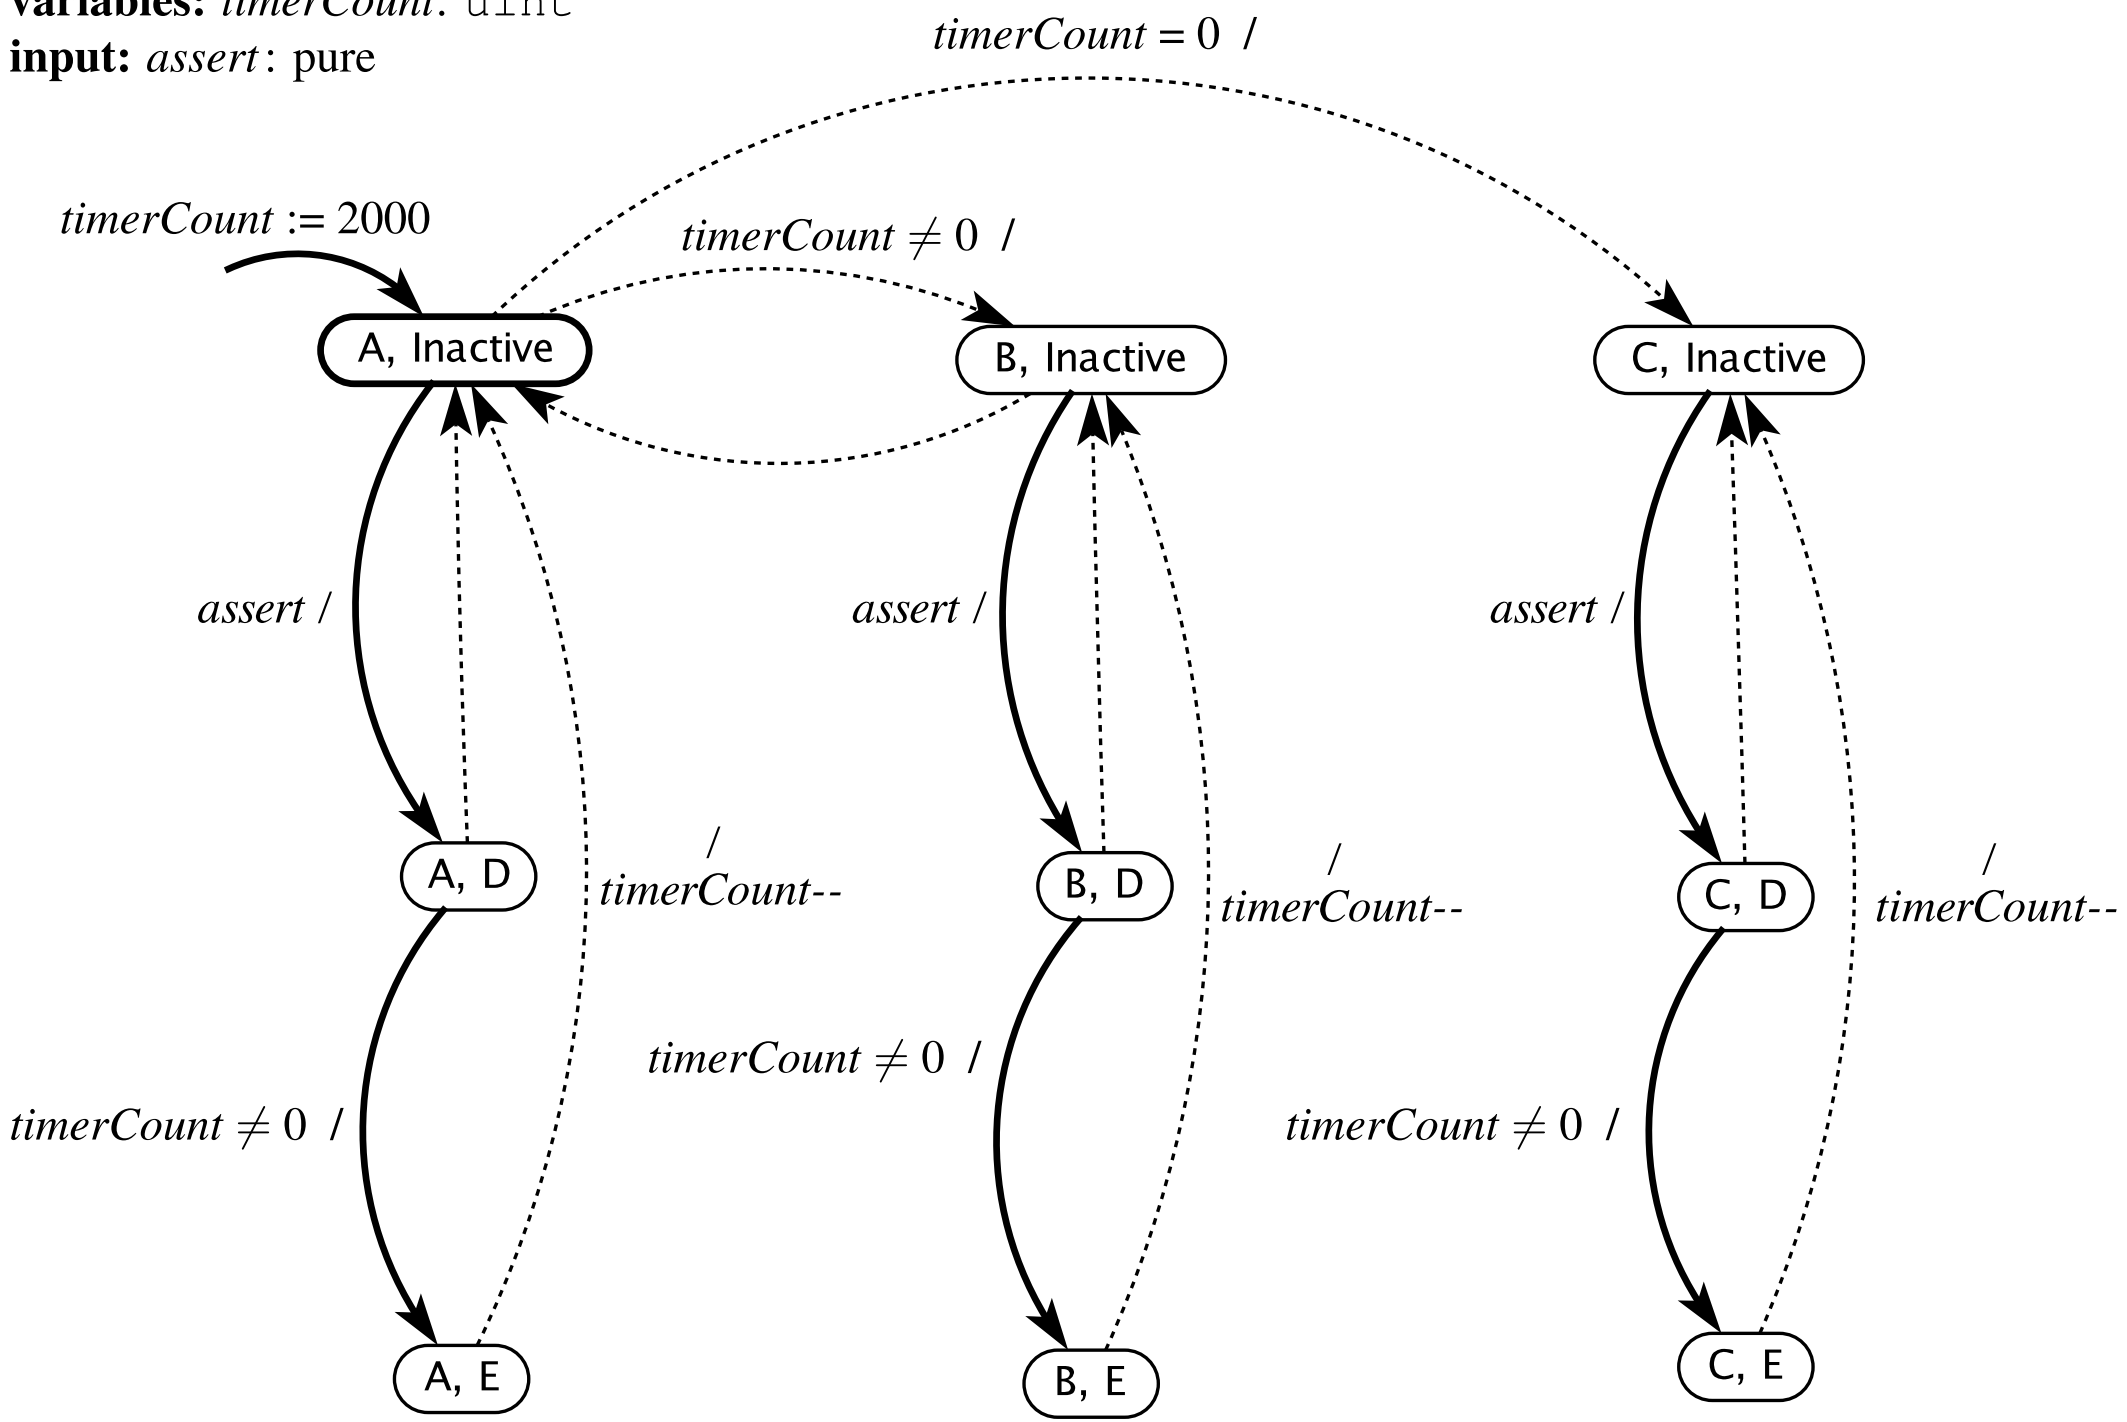 variables: timerCount: uint
input: assert : pure
timerCount = 0 /
timerCount := 2000
timerCount ≠ 0 /
A, Inactive
B, Inactive
C, Inactive
assert /
assert /
assert /
A, D
B, D
C, D
/
timerCount--
/
timerCount--
/
timerCount--
timerCount ≠ 0 /
timerCount ≠ 0 /
timerCount ≠ 0 /
A, E
B, E
C, E